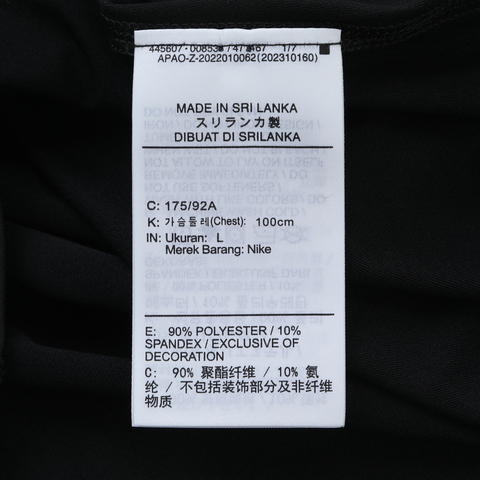 1/7
APAO-Z-2022010062(202310160)
MADE IN SRI LANKA
スリランカ製
DIBUAT DI SRILANKA
C: 175/92A
K: 가슴둘레(Chest): 100cm
IN: Ukuran: L
Merek Barang: Nike
E: 90% POLYESTER / 10%
SPANDEX / EXCLUSIVE OF
DECORATION
C: 90% 聚酯纤维 / 10% 氨
纶 / 不包括装饰部分及非纤维
物质